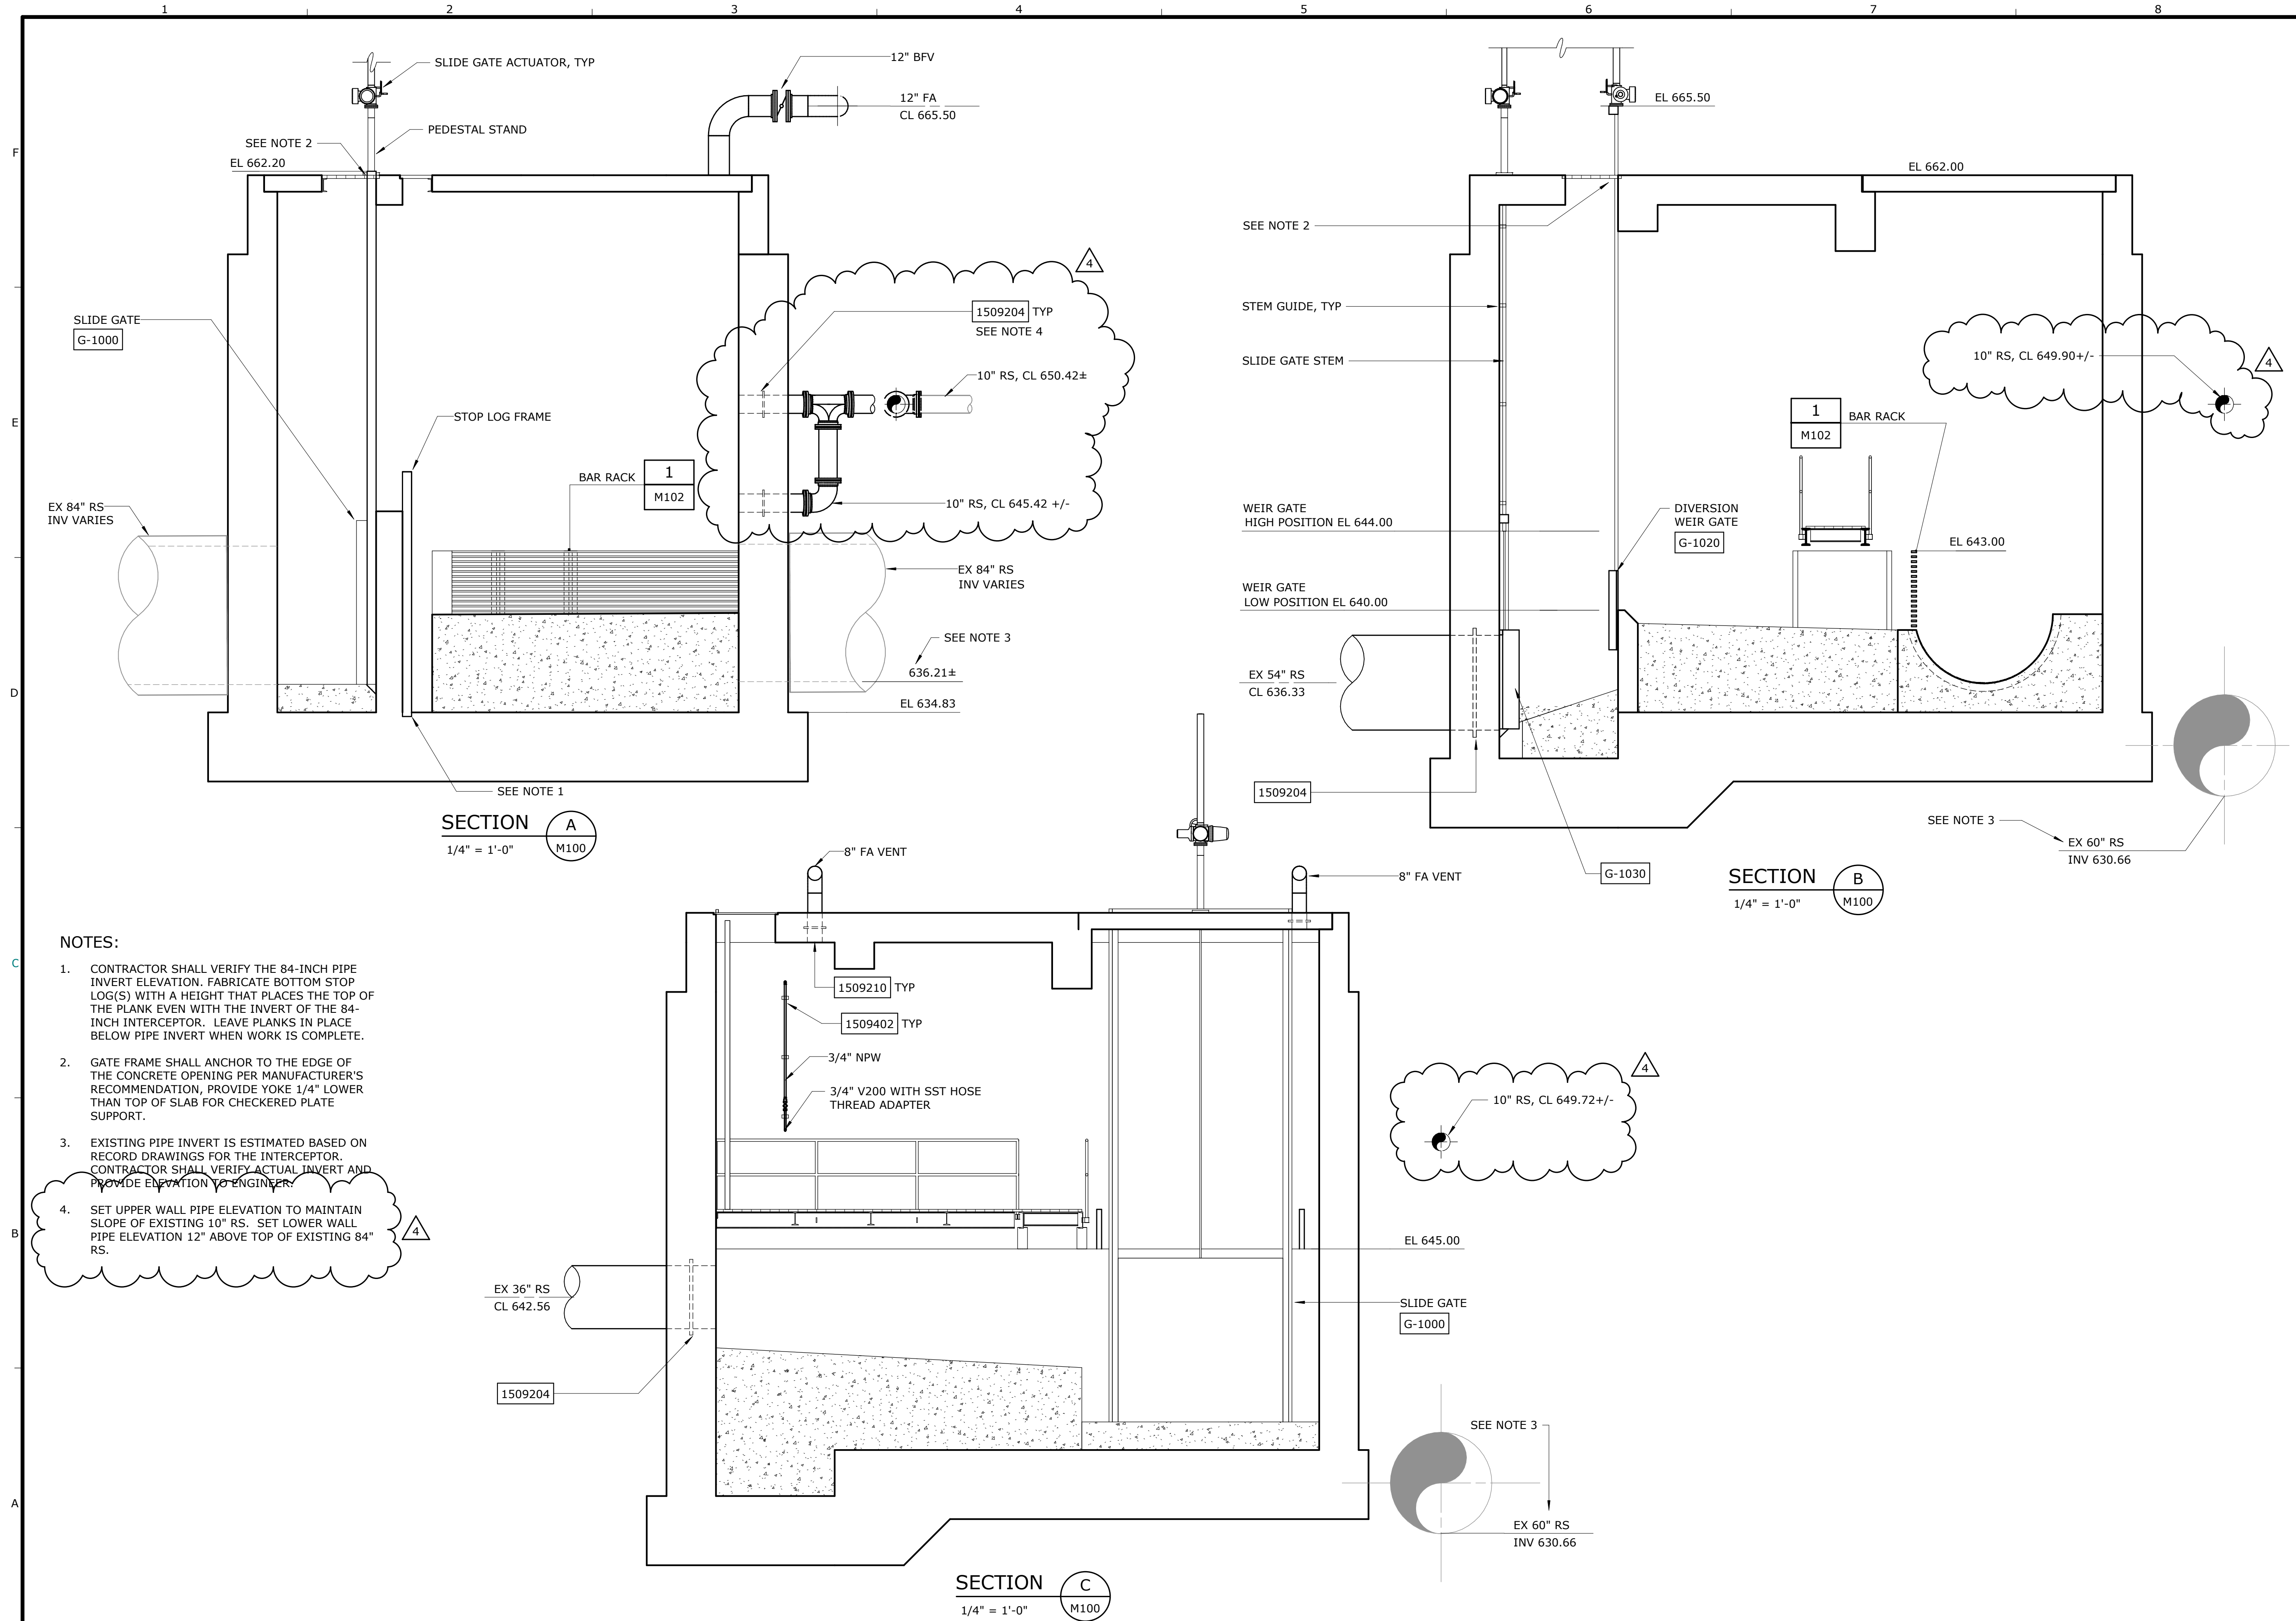 1 2 3 4 5 6 7 8
F
E
D
C
B
A
SLIDE GATE ACTUATOR, TYP
12" BFV
12" FA
CL 665.50
PEDESTAL STAND
SEE NOTE 2
EL 662.20
SLIDE GATE
G-1000
4
1509204 TYP
SEE NOTE 4
10" RS, CL 650.42±
STOP LOG FRAME
BAR RACK
1
M102
10" RS, CL 645.42 +/-
EX 84" RS
INV VARIES
EX 84" RS
INV VARIES
SEE NOTE 3
636.21±
EL 634.83
SEE NOTE 1
SECTION
1/4" = 1'-0"
A
M100
EL 665.50
EL 662.00
SEE NOTE 2
STEM GUIDE, TYP
SLIDE GATE STEM
10" RS, CL 649.90+/-
4
1
M102
BAR RACK
WEIR GATE
HIGH POSITION EL 644.00
DIVERSION
WEIR GATE
G-1020
EL 643.00
WEIR GATE
LOW POSITION EL 640.00
EX 54" RS
CL 636.33
1509204
G-1030
SEE NOTE 3
EX 60" RS
INV 630.66
SECTION
1/4" = 1'-0"
B
M100
8" FA VENT
8" FA VENT
1509210 TYP
1509402 TYP
3/4" NPW
3/4" V200 WITH SST HOSE
THREAD ADAPTER
4
10" RS, CL 649.72+/-
EL 645.00
EX 36" RS
CL 642.56
SLIDE GATE
G-1000
1509204
SEE NOTE 3
EX 60" RS
INV 630.66
SECTION
1/4" = 1'-0"
C
M100
NOTES:
1. CONTRACTOR SHALL VERIFY THE 84-INCH PIPE
INVERT ELEVATION. FABRICATE BOTTOM STOP
LOG(S) WITH A HEIGHT THAT PLACES THE TOP OF
THE PLANK EVEN WITH THE INVERT OF THE 84-
INCH INTERCEPTOR. LEAVE PLANKS IN PLACE
BELOW PIPE INVERT WHEN WORK IS COMPLETE.
2. GATE FRAME SHALL ANCHOR TO THE EDGE OF
THE CONCRETE OPENING PER MANUFACTURER'S
RECOMMENDATION, PROVIDE YOKE 1/4" LOWER
THAN TOP OF SLAB FOR CHECKERED PLATE
SUPPORT.
3. EXISTING PIPE INVERT IS ESTIMATED BASED ON
RECORD DRAWINGS FOR THE INTERCEPTOR.
CONTRACTOR SHALL VERIFY ACTUAL INVERT AND
PROVIDE ELEVATION TO ENGINEER.
4. SET UPPER WALL PIPE ELEVATION TO MAINTAIN
SLOPE OF EXISTING 10" RS. SET LOWER WALL
PIPE ELEVATION 12" ABOVE TOP OF EXISTING 84"
RS.
4